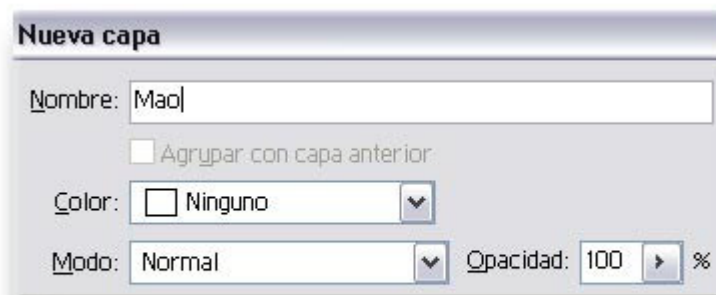 Nueva capa
Nombre: Mao
Agrupar con capa anterior
Color: Ninguno
Modo: Normal Opacidad: 100 %